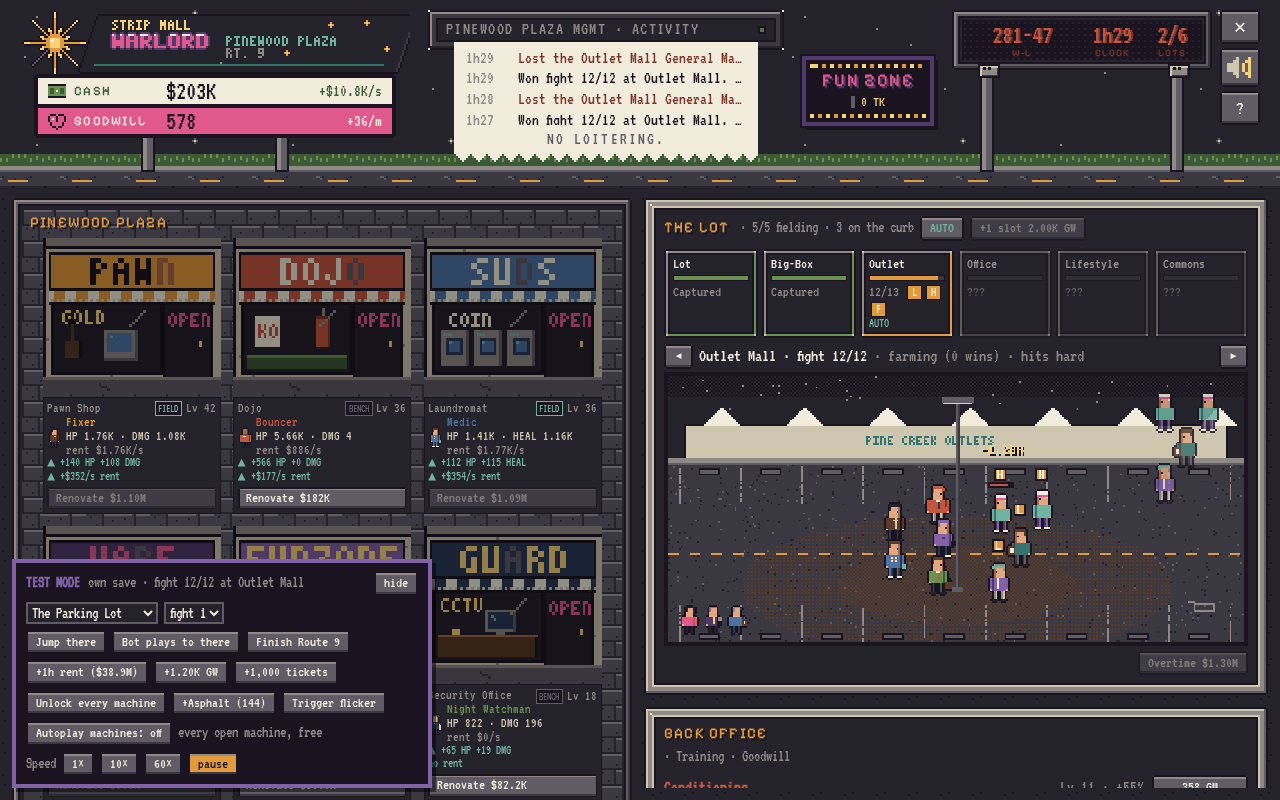 STRIP MALL
WARLORD
PINEWOOD PLAZA
RT. 9
CASH $203K +$10.8K/s
GOODWILL 578 +36/m
PINEWOOD PLAZA MGMT · ACTIVITY
1h29 Lost the Outlet Mall General Ma…
1h29 Won fight 12/12 at Outlet Mall. …
1h28 Lost the Outlet Mall General Ma…
1h27 Won fight 12/12 at Outlet Mall. …
NO LOITERING.
FUN ZONE
0 TK
281-47 1h29 2/6
W-L CLOCK LOTS
×
?
PINEWOOD PLAZA
PAWN DOJO SUDS
GOLD OPEN KO OPEN COIN OPEN
Pawn Shop FIELD Lv 42
Fixer
HP 1.76K · DMG 1.08K
rent $1.76K/s
▲ +140 HP +108 DMG
▲ +$352/s rent
Renovate $1.10M
Dojo BENCH Lv 36
Bouncer
HP 5.66K · DMG 4
rent $886/s
▲ +566 HP +0 DMG
▲ +$177/s rent
Renovate $182K
Laundromat FIELD Lv 36
Medic
HP 1.41K · HEAL 1.16K
rent $1.77K/s
▲ +112 HP +115 HEAL
▲ +$354/s rent
Renovate $1.09M
FUNZONE GUARD
CCTV OPEN
Security Office BENCH Lv 18
Night Watchman
HP 822 · DMG 196
rent $0/s
+65 HP +19 DMG
no rent
Renovate $82.2K
TEST MODE own save · fight 12/12 at Outlet Mall hide
The Parking Lot fight 1
Jump there Bot plays to there Finish Route 9
+1h rent ($38.9M) +1.20K GW +1,000 tickets
Unlock every machine +Asphalt (144) Trigger flicker
Autoplay machines: off every open machine, free
Speed 1× 10× 60× pause
THE LOT · 5/5 fielding · 3 on the curb AUTO +1 slot 2.00K GW
Lot
Captured
Big-Box
Captured
Outlet
12/13 L H
F
AUTO
Office
???
Lifestyle
???
Commons
???
◄ Outlet Mall · fight 12/12 · farming (0 wins) · hits hard ►
PINE CREEK OUTLETS
H H
L
Overtime $1.30M
BACK OFFICE
· Training · Goodwill
Conditioning Lv 11 · +55% 358 GW